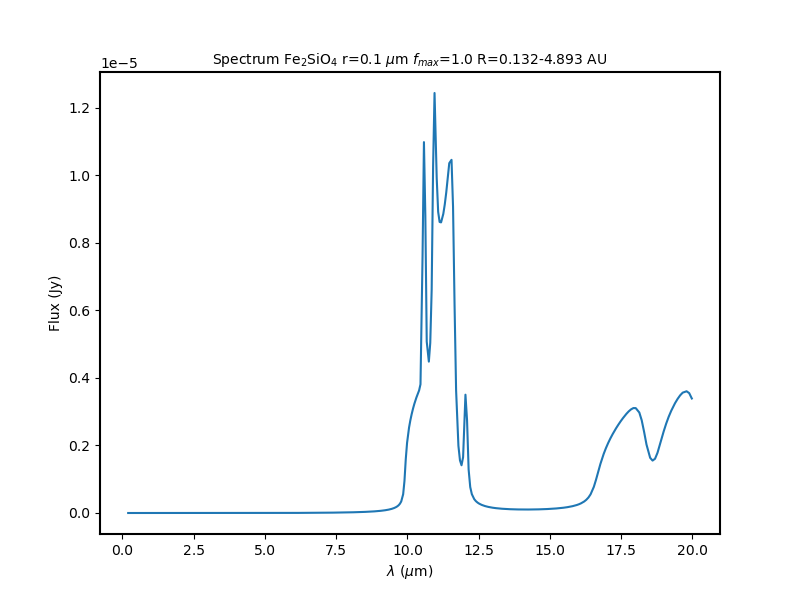 Spectrum Fe₂SiO₄ r=0.1 μm f_max=1.0 R=0.132-4.893 AU
1e−5
1.2
1.0
0.8
0.6
0.4
0.2
0.0
Flux (Jy)
0.0 2.5 5.0 7.5 10.0 12.5 15.0 17.5 20.0
λ (μm)